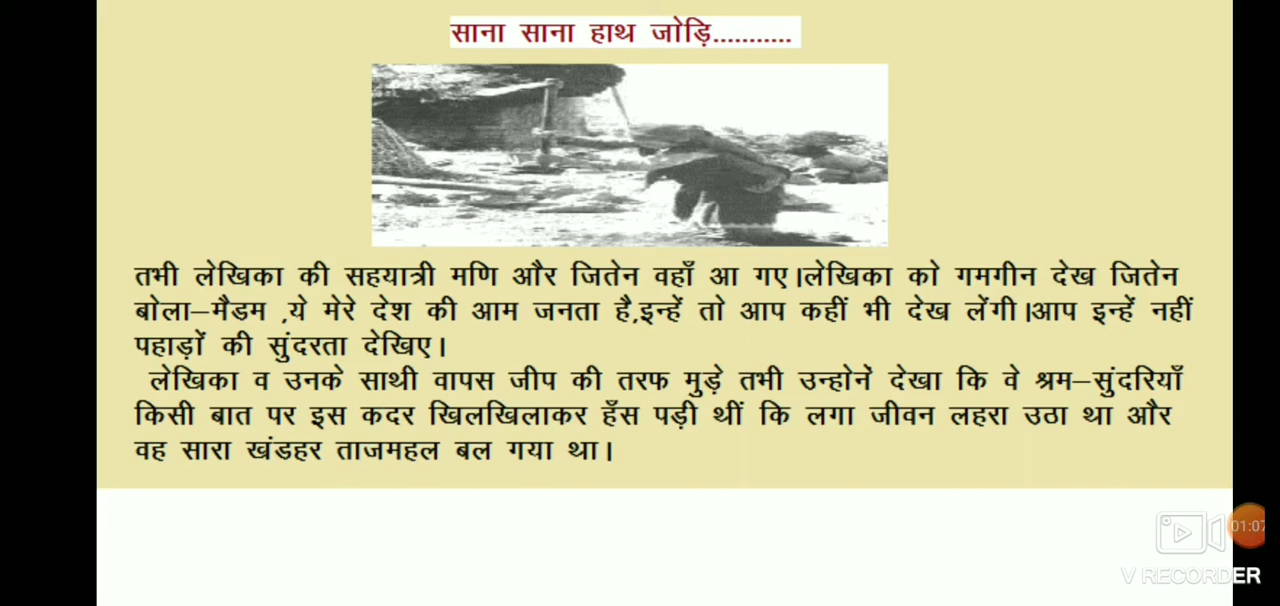 साना साना हाथ जोड़ि...........
तभी लेखिका की सहयात्री मणि और जितेन वहाँ आ गए।लेखिका को गमगीन देख जितेन
बोला–मैडम ,ये मेरे देश की आम जनता है,इन्हें तो आप कहीं भी देख लेंगी।आप इन्हें नहीं
पहाड़ों की सुंदरता देखिए।
लेखिका व उनके साथी वापस जीप की तरफ मुड़े तभी उन्होनें देखा कि वे श्रम–सुंदरियाँ
किसी बात पर इस कदर खिलखिलाकर हँस पड़ी थीं कि लगा जीवन लहरा उठा था और
वह सारा खंडहर ताजमहल बल गया था।
01:07
V RECORDER